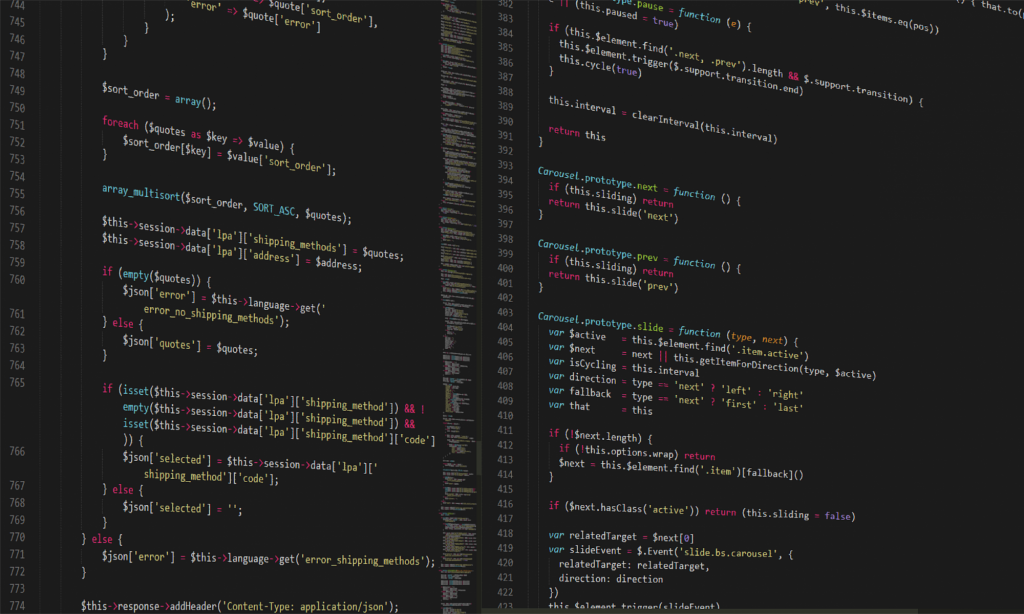 744
745
746
747
748
749
750
751
752
753
754
755
756
757
758
759
760
761
762
763
764
765
766
767
768
769
770
771
772
773
774
error' => $quote['sort_order'],
$quote['error']
);
}
}
}
$sort_order = array();
foreach ($quotes as $key => $value) {
$sort_order[$key] = $value['sort_order'];
}
array_multisort($sort_order, SORT_ASC, $quotes);
$this->session->data['lpa']['shipping_methods'] = $quotes;
$this->session->data['lpa']['address'] = $address;
if (empty($quotes)) {
$json['error'] = $this->language->get('
error_no_shipping_methods');
} else {
$json['quotes'] = $quotes;
}
if (isset($this->session->data['lpa']['shipping_method']) && !
empty($this->session->data['lpa']['shipping_method']) &&
isset($this->session->data['lpa']['shipping_method']['code']
)) {
$json['selected'] = $this->session->data['lpa']['
shipping_method']['code'];
} else {
$json['selected'] = '';
}
} else {
$json['error'] = $this->language->get('error_shipping_methods');
}
$this->response->addHeader('Content-Type: application/json');
382
383
384
385
386
387
388
389
390
391
392
393
394
395
396
397
398
399
400
401
402
403
404
405
406
407
408
409
410
411
412
413
414
415
416
417
418
419
420
421
422
423
prev', this.$items.eq(pos))
.pause = function (e) {
|| (this.paused = true)
if (this.$element.find('.next, .prev').length && $.support.transition) {
this.$element.trigger($.support.transition.end)
this.cycle(true)
}
this.interval = clearInterval(this.interval)
return this
}
Carousel.prototype.next = function () {
if (this.sliding) return
return this.slide('next')
}
Carousel.prototype.prev = function () {
if (this.sliding) return
return this.slide('prev')
}
Carousel.prototype.slide = function (type, next) {
var $active = this.$element.find('.item.active')
var $next = next || this.getItemForDirection(type, $active)
var isCycling = this.interval
var direction = type == 'next' ? 'left' : 'right'
var fallback = type == 'next' ? 'first' : 'last'
var that = this
if (!$next.length) {
if (!this.options.wrap) return
$next = this.$element.find('.item')[fallback]()
}
if ($next.hasClass('active')) return (this.sliding = false)
var relatedTarget = $next[0]
var slideEvent = $.Event('slide.bs.carousel', {
relatedTarget: relatedTarget,
direction: direction
})
this.$element.trigger(slideEvent)